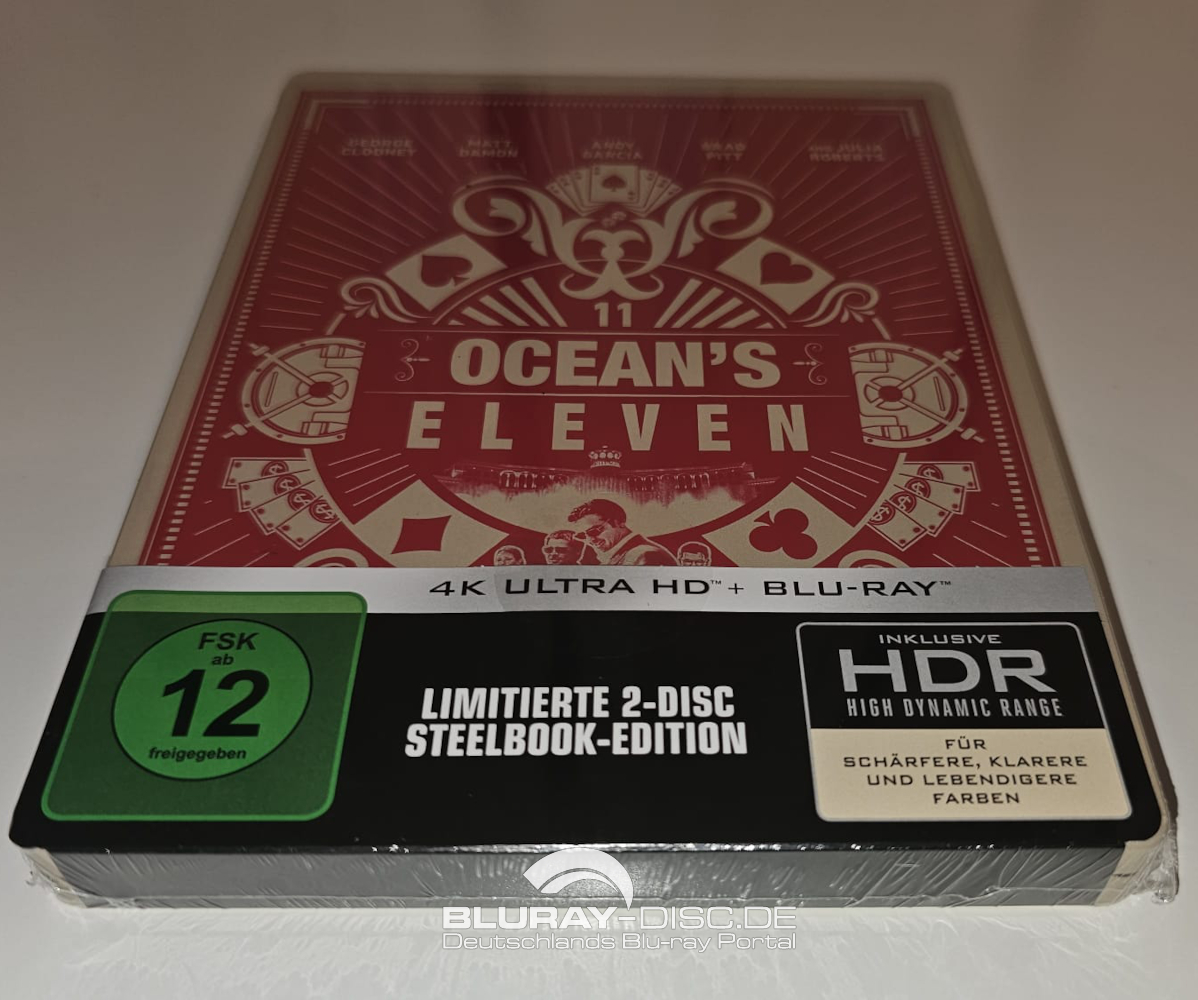 GEORGE CLOONEY
MATT DAMON
ANDY GARCIA
BRAD PITT
AND JULIA ROBERTS
11
OCEAN'S
ELEVEN
4K ULTRA HD™ + BLU-RAY™
FSK
ab
12
freigegeben
LIMITIERTE 2-DISC
STEELBOOK-EDITION
INKLUSIVE
HDR
HIGH DYNAMIC RANGE
FÜR
SCHÄRFERE, KLARERE
UND LEBENDIGERE
FARBEN
BLURAY-DISC.DE
Deutschlands Blu-ray Portal